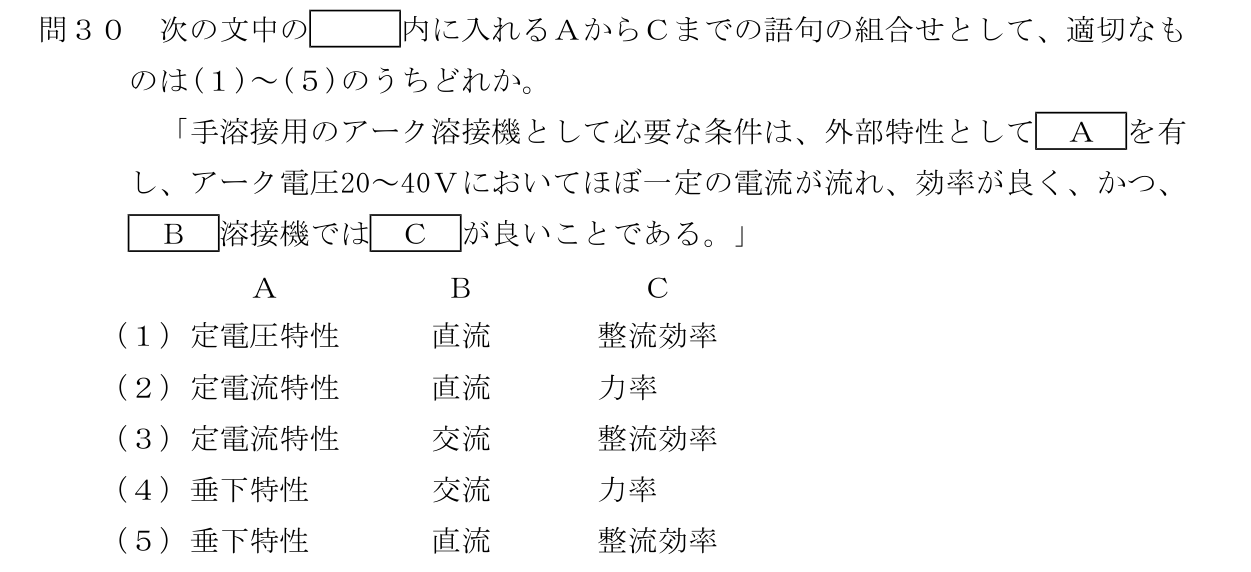 問３０　次の文中の　　　内に入れるＡからＣまでの語句の組合せとして、適切なも
のは(１)～(５)のうちどれか。
「手溶接用のアーク溶接機として必要な条件は、外部特性として　Ａ　を有
し、アーク電圧20～40Ｖにおいてほぼ一定の電流が流れ、効率が良く、かつ、
　Ｂ　溶接機では　Ｃ　が良いことである。」
Ａ　Ｂ　Ｃ
(１) 定電圧特性　直流　整流効率
(２) 定電流特性　直流　力率
(３) 定電流特性　交流　整流効率
(４) 垂下特性　交流　力率
(５) 垂下特性　直流　整流効率